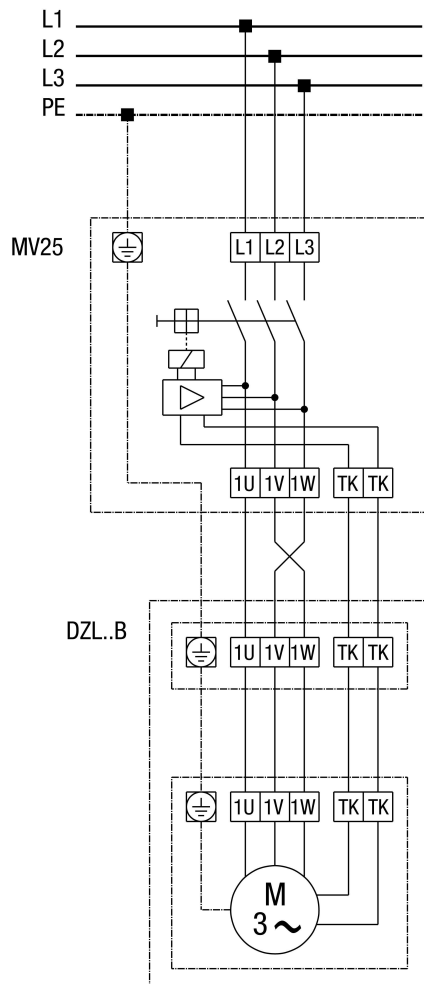 L1
L2
L3
PE
MV25
L1 L2 L3
1U 1V 1W TK TK
DZL..B
1U 1V 1W TK TK
1U 1V 1W TK TK
M
3 ~